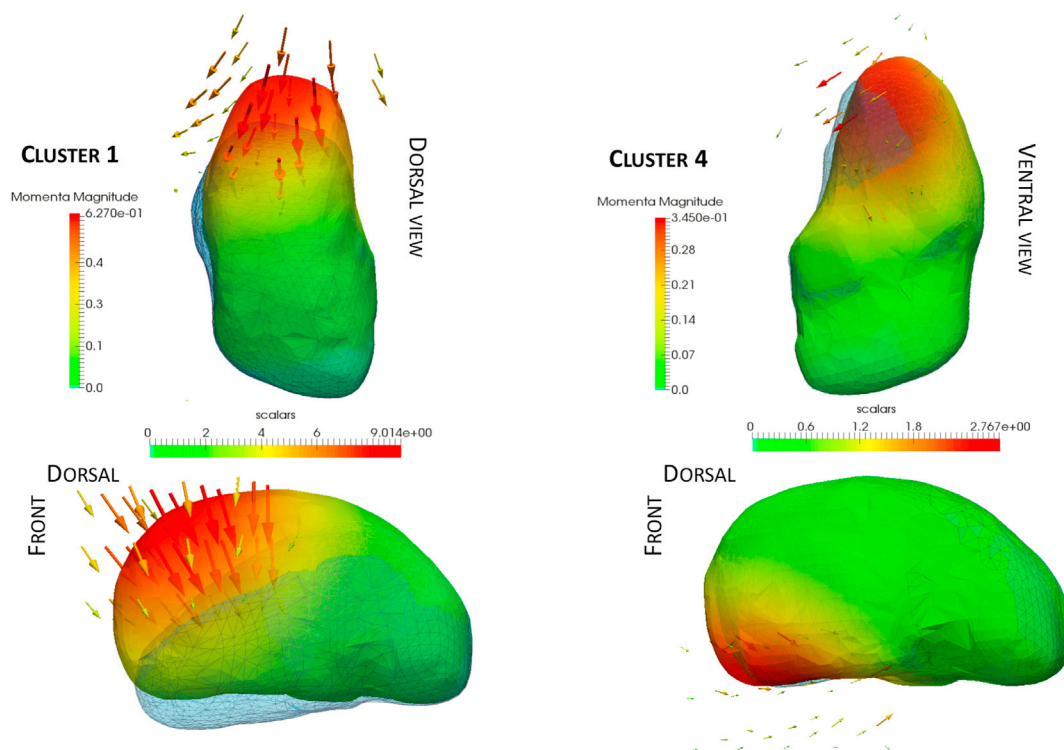 CLUSTER 1
Momenta Magnitude
6.270e-01
0.4
0.3
0.1
0.0
DORSAL VIEW
CLUSTER 4
Momenta Magnitude
3.450e-01
0.28
0.21
0.14
0.07
0.0
VENTRAL VIEW
scalars
0 2 4 6 9.014e+00
DORSAL
FRONT
scalars
0 0.6 1.2 1.8 2.767e+00
DORSAL
FRONT